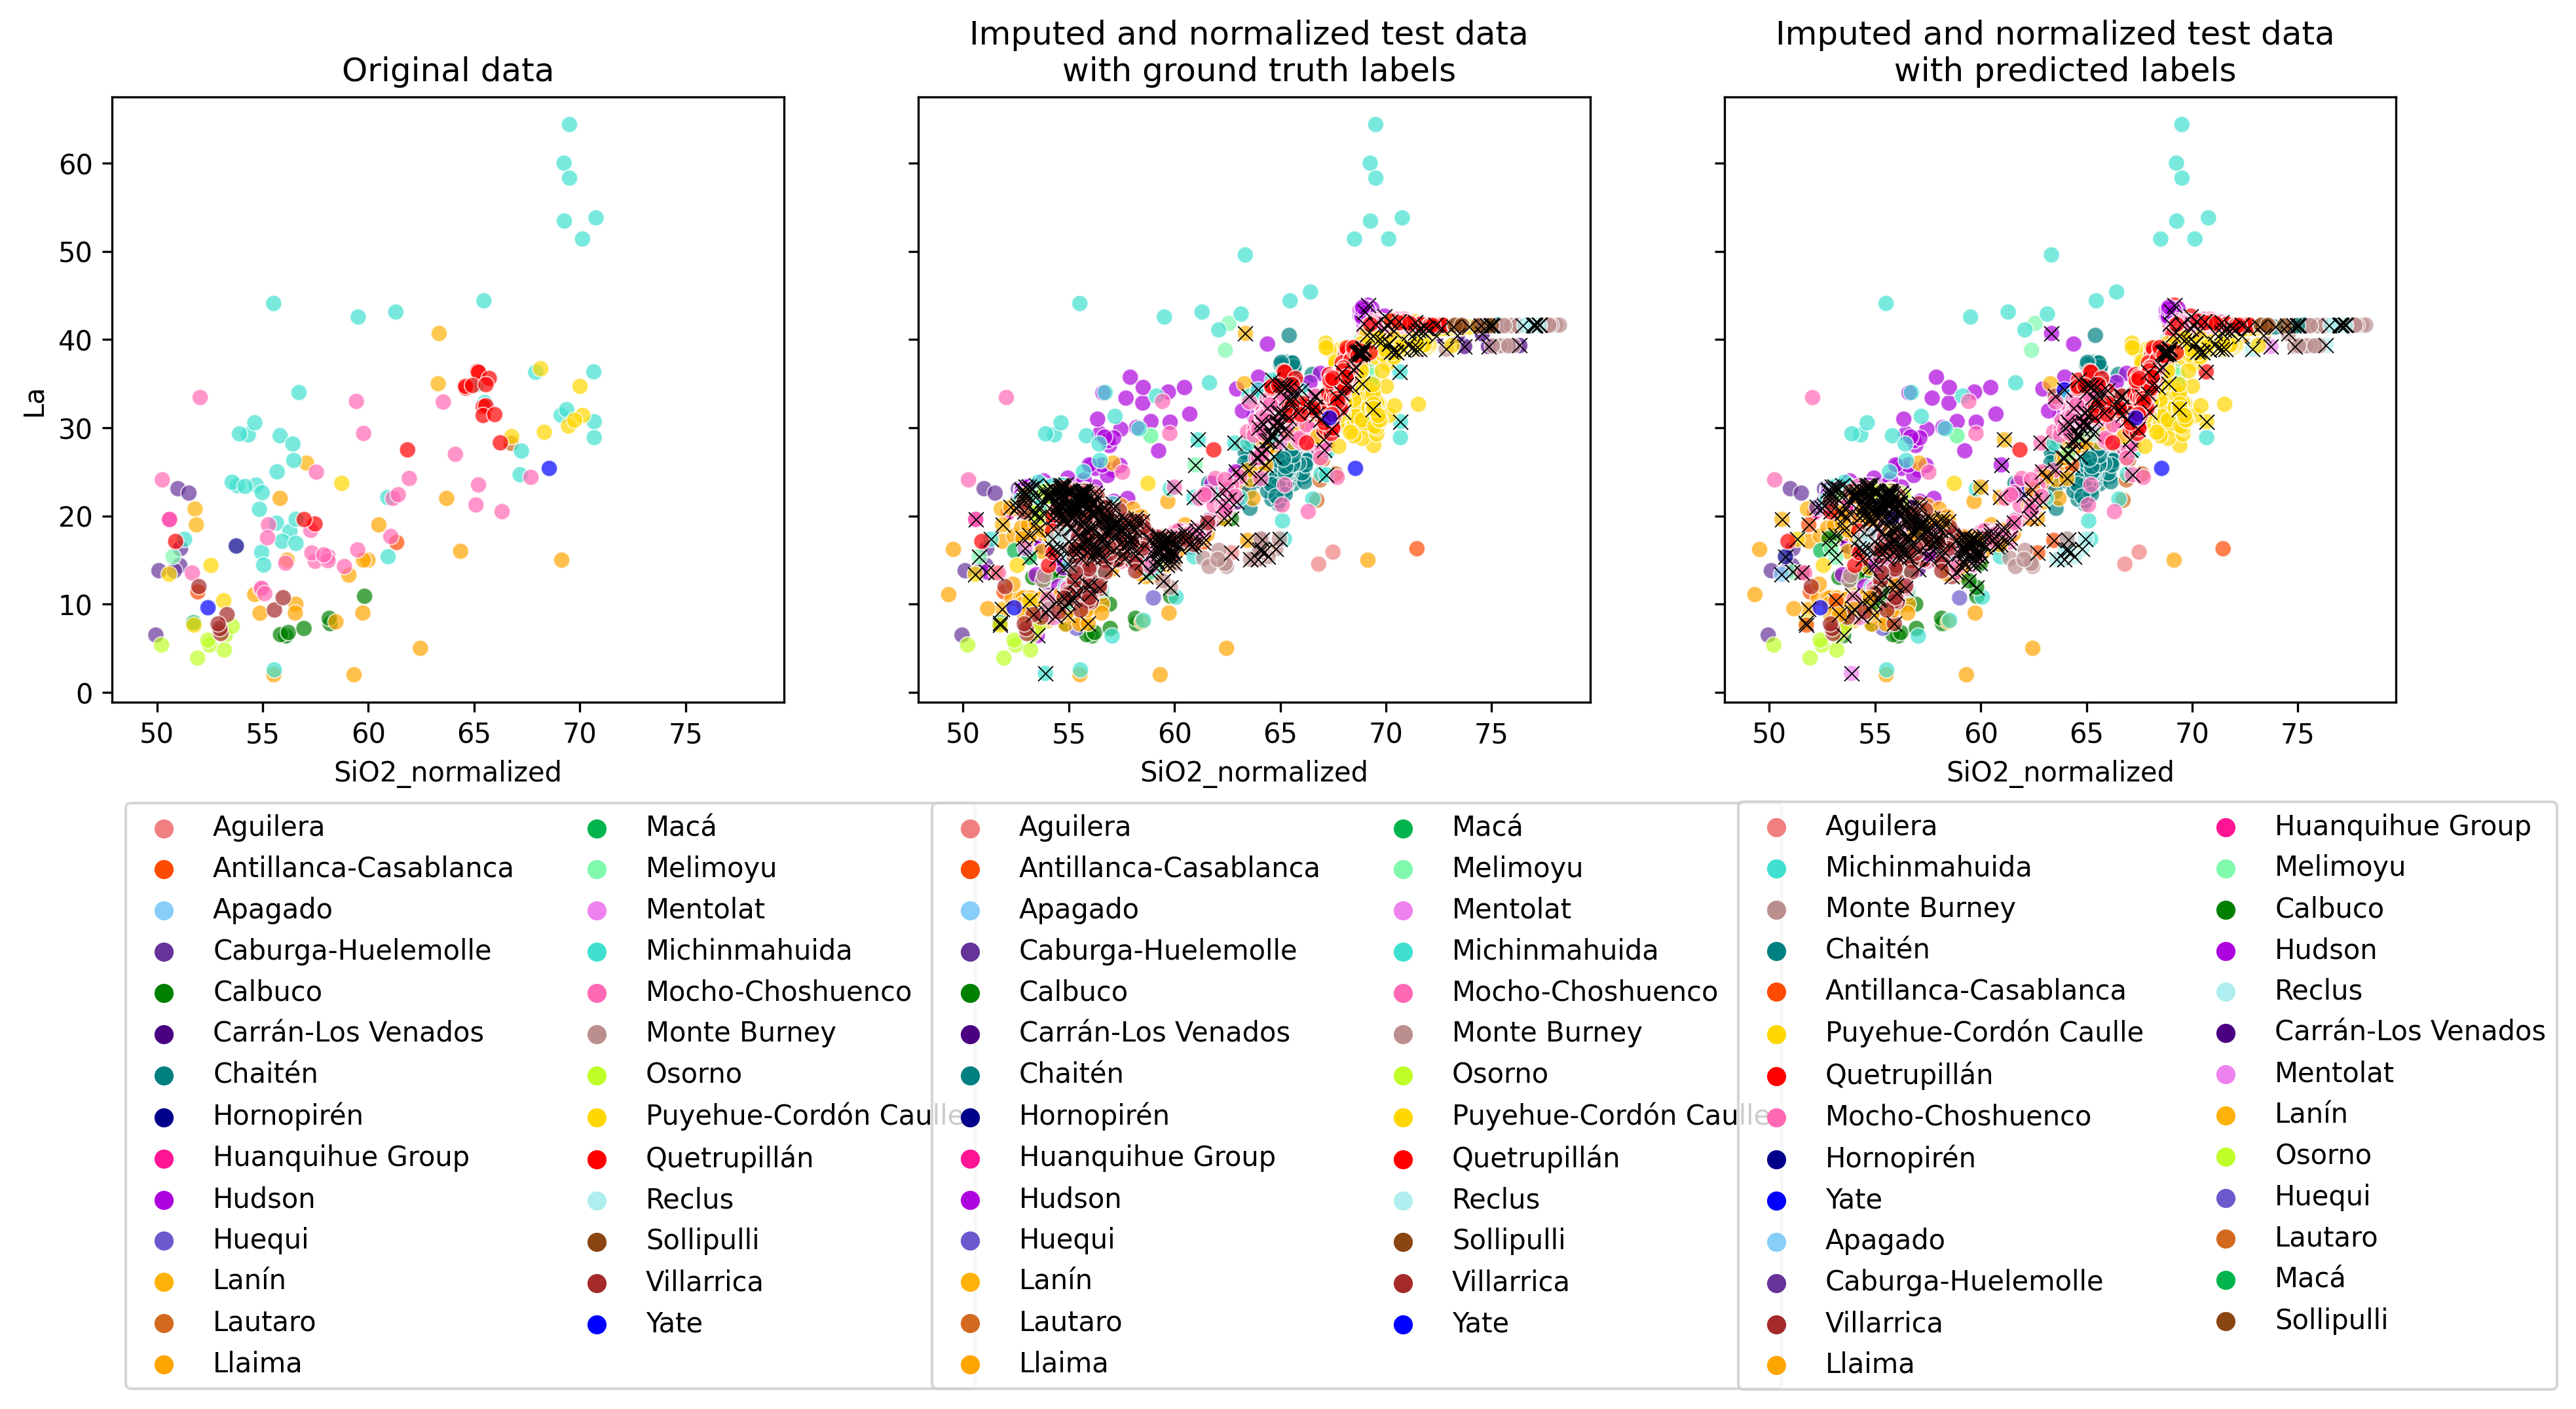 Original data
Imputed and normalized test data
with ground truth labels
Imputed and normalized test data
with predicted labels
La
60
50
40
30
20
10
0
50 55 60 65 70 75
SiO2_normalized
50 55 60 65 70 75
SiO2_normalized
50 55 60 65 70 75
SiO2_normalized
Aguilera
Antillanca-Casablanca
Apagado
Caburga-Huelemolle
Calbuco
Carrán-Los Venados
Chaitén
Hornopirén
Huanquihue Group
Hudson
Huequi
Lanín
Lautaro
Llaima
Macá
Melimoyu
Mentolat
Michinmahuida
Mocho-Choshuenco
Monte Burney
Osorno
Puyehue-Cordón Caulle
Quetrupillán
Reclus
Sollipulli
Villarrica
Yate
Aguilera
Antillanca-Casablanca
Apagado
Caburga-Huelemolle
Calbuco
Carrán-Los Venados
Chaitén
Hornopirén
Huanquihue Group
Hudson
Huequi
Lanín
Lautaro
Llaima
Macá
Melimoyu
Mentolat
Michinmahuida
Mocho-Choshuenco
Monte Burney
Osorno
Puyehue-Cordón Caulle
Quetrupillán
Reclus
Sollipulli
Villarrica
Yate
Aguilera
Michinmahuida
Monte Burney
Chaitén
Antillanca-Casablanca
Puyehue-Cordón Caulle
Quetrupillán
Mocho-Choshuenco
Hornopirén
Yate
Apagado
Caburga-Huelemolle
Villarrica
Llaima
Huanquihue Group
Melimoyu
Calbuco
Hudson
Reclus
Carrán-Los Venados
Mentolat
Lanín
Osorno
Huequi
Lautaro
Macá
Sollipulli